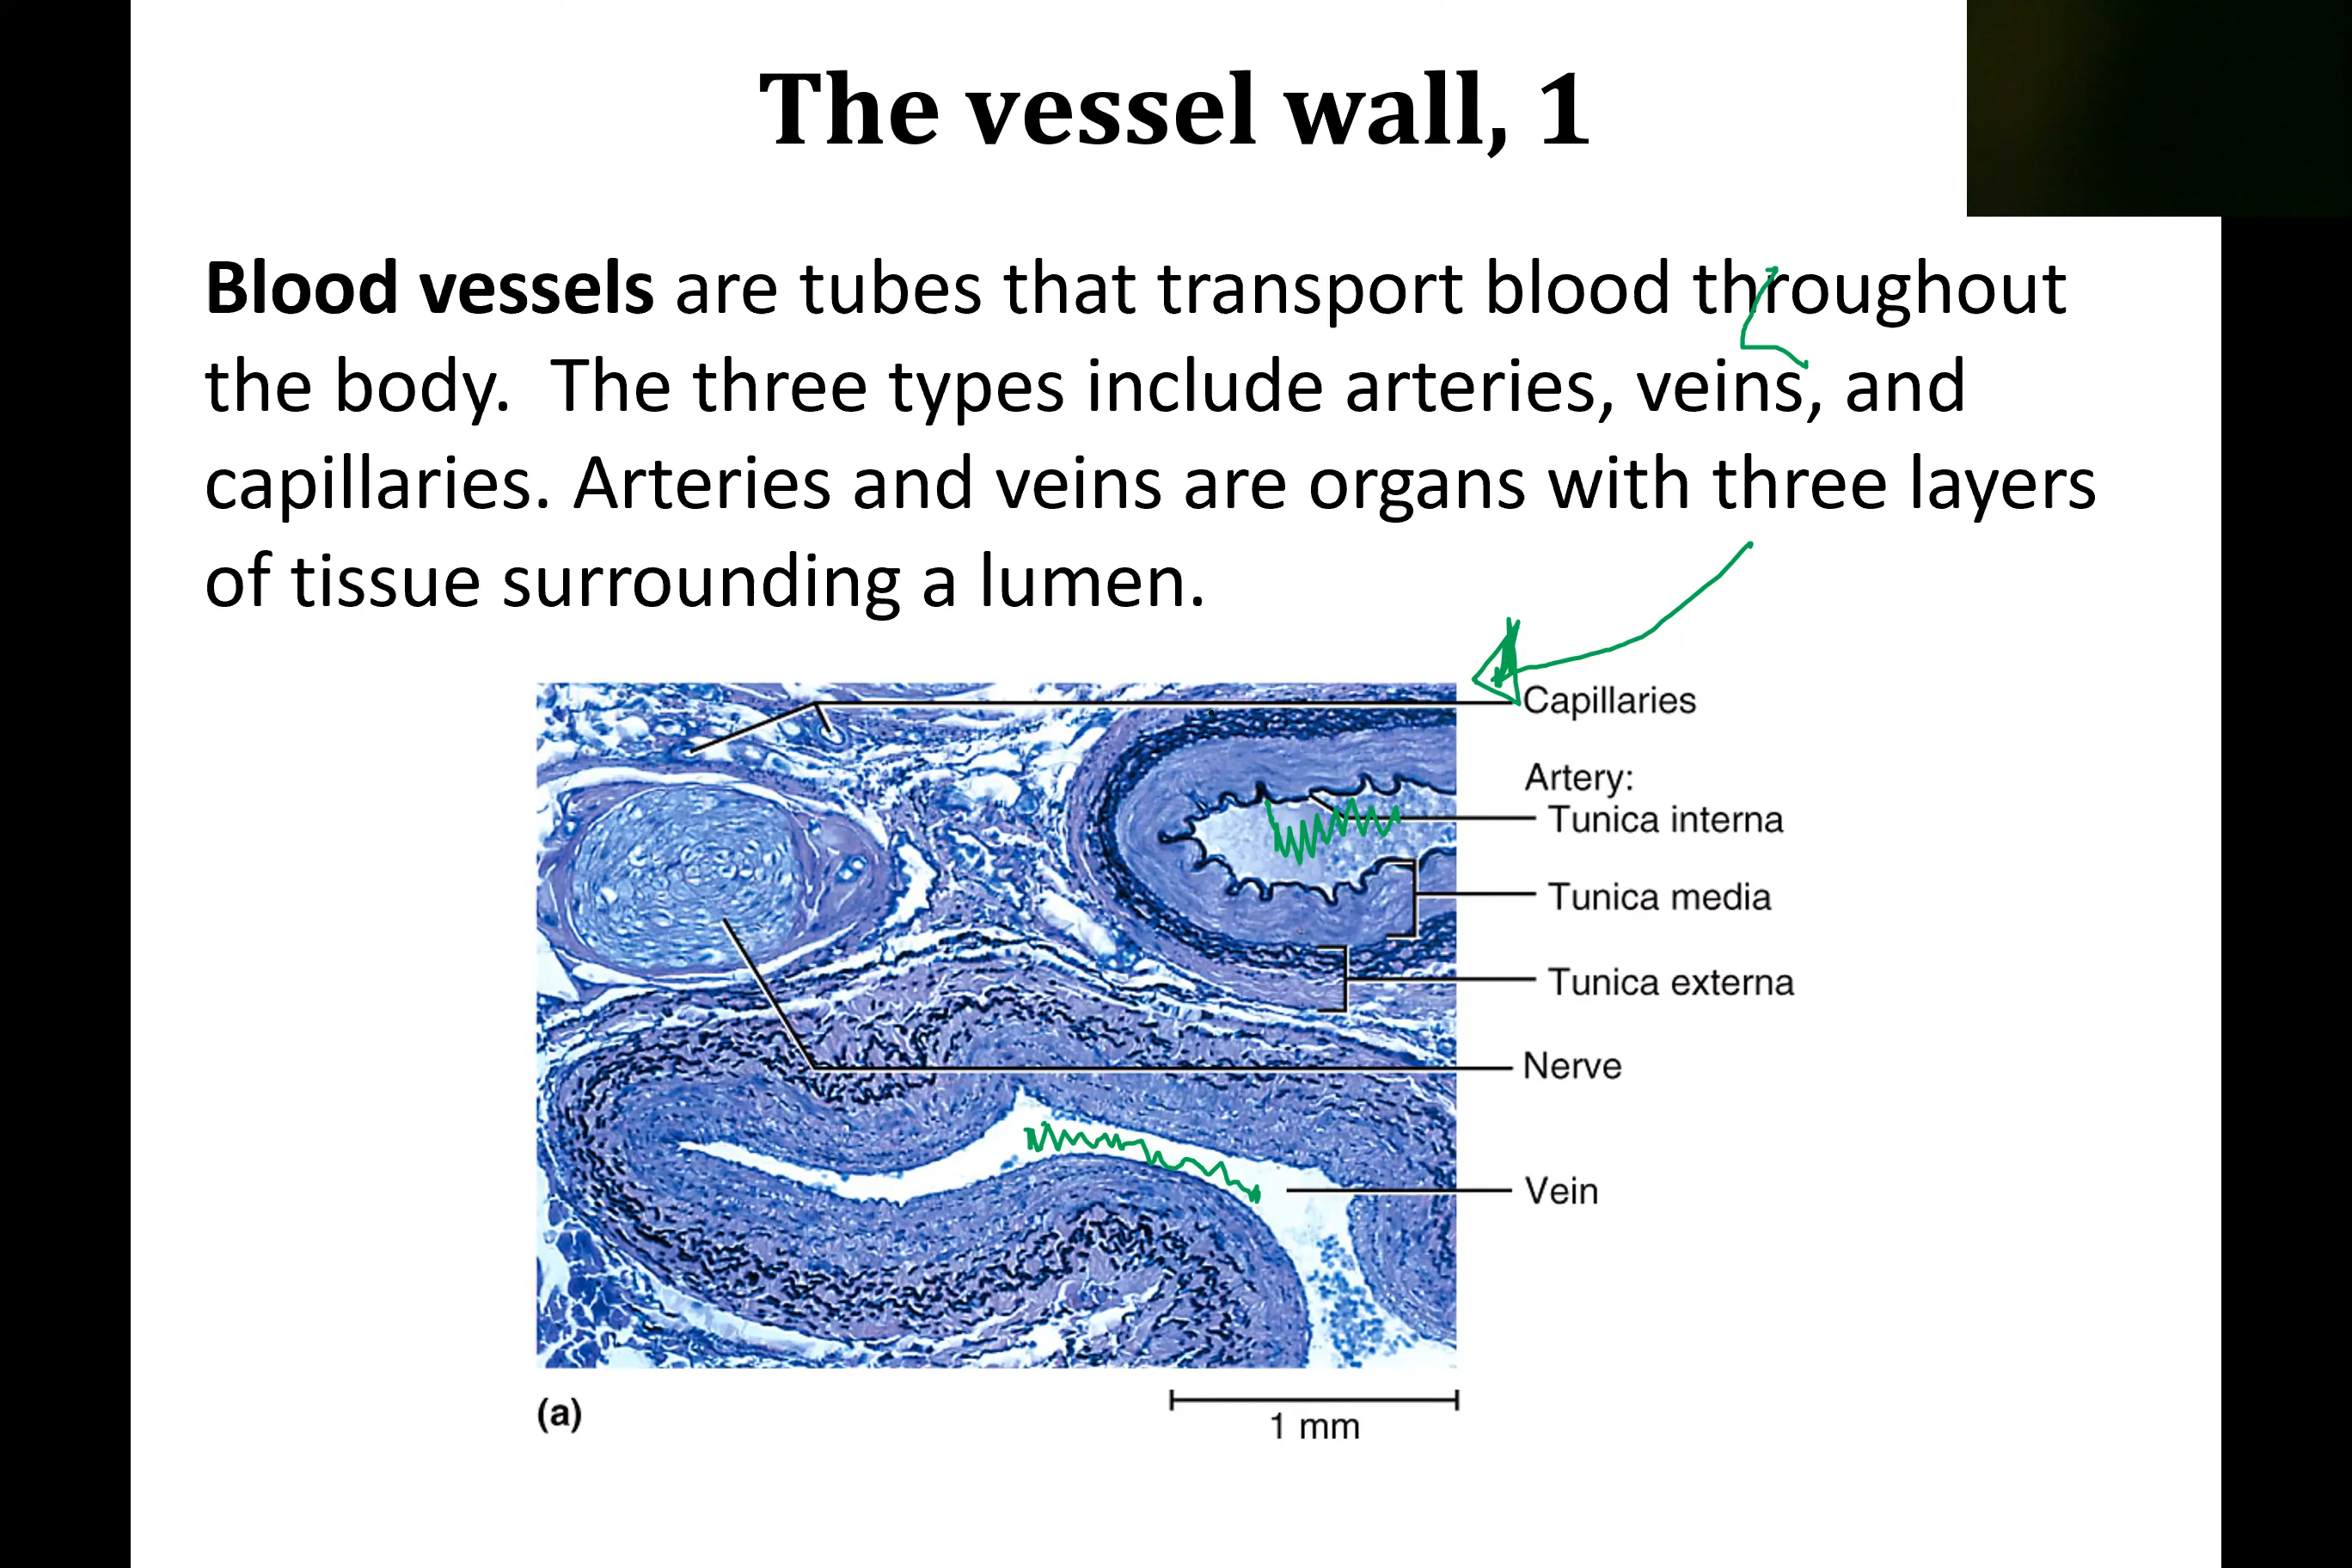 The vessel wall, 1
Blood vessels are tubes that transport blood throughout
the body.  The three types include arteries, veins, and
capillaries. Arteries and veins are organs with three layers
of tissue surrounding a lumen.
Capillaries
Artery:
Tunica interna
Tunica media
Tunica externa
Nerve
Vein
(a)
1 mm